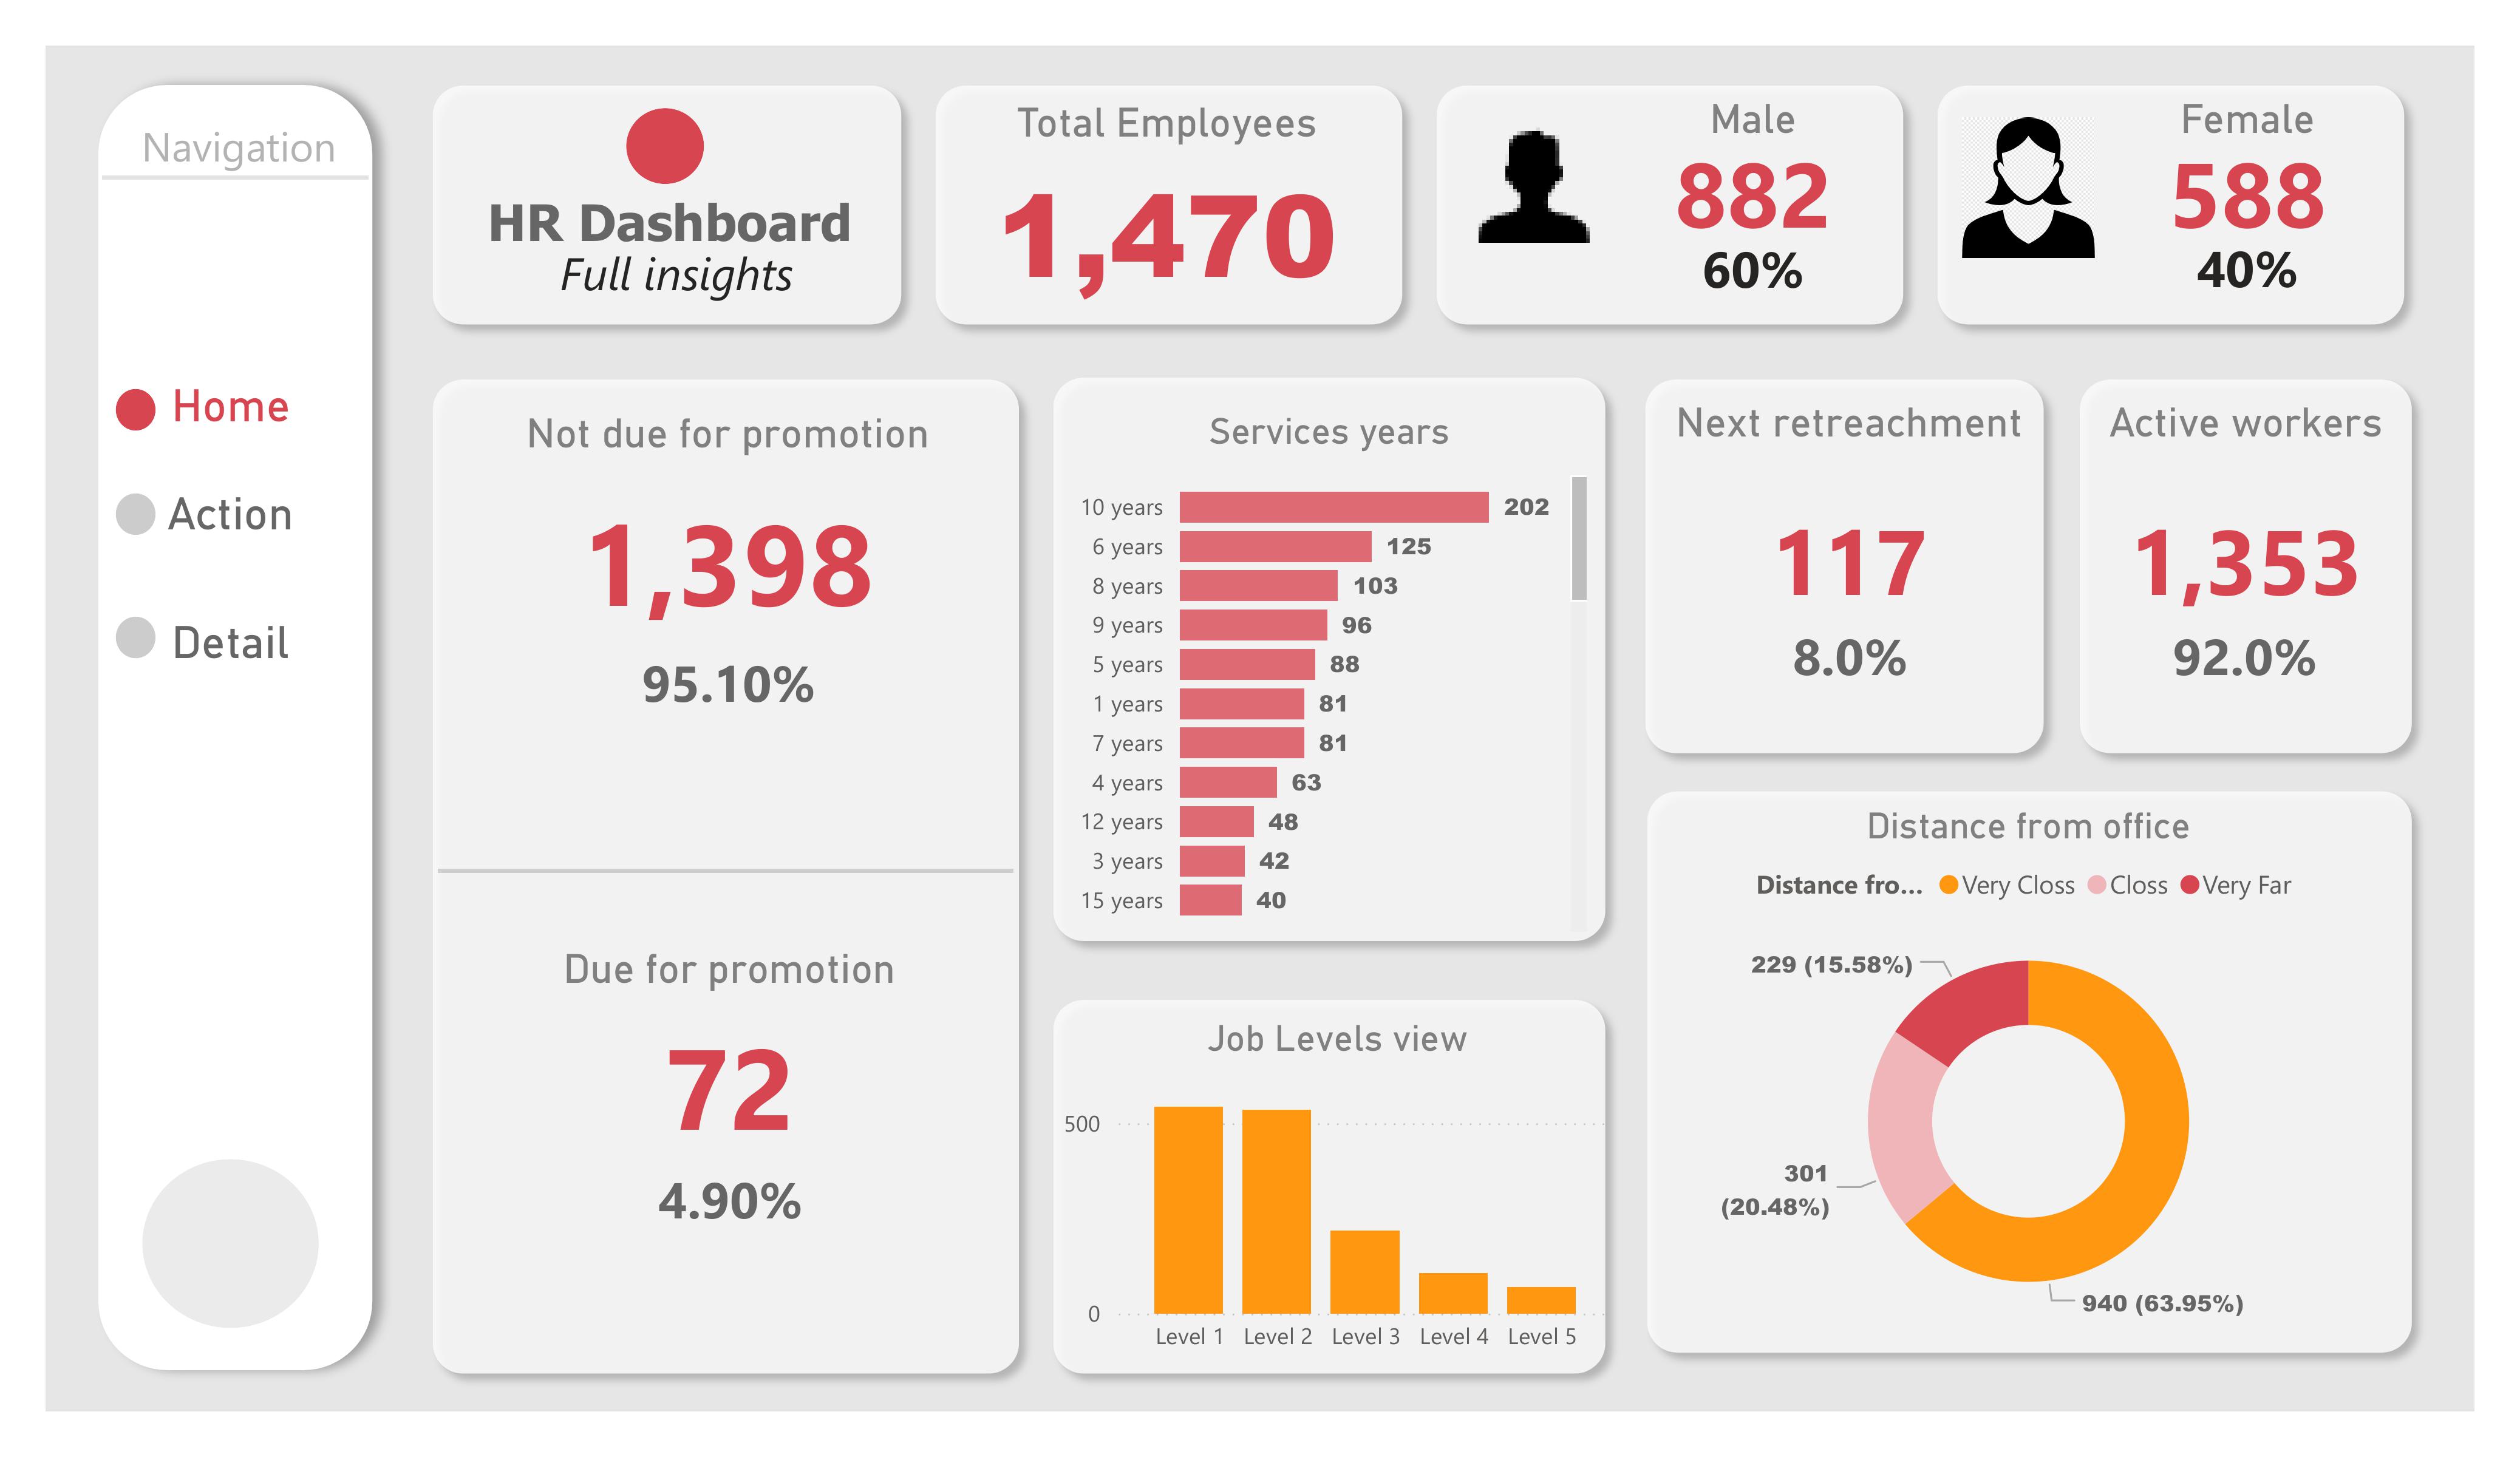 Navigation
Home
Action
Detail
HR Dashboard
Full insights
Total Employees
1,470
Male
882
60%
Female
588
40%
Not due for promotion
1,398
95.10%
Due for promotion
72
4.90%
Services years
10 years 202
6 years 125
8 years 103
9 years 96
5 years 88
1 years 81
7 years 81
4 years 63
12 years 48
3 years 42
15 years 40
Job Levels view
500
0
Level 1 Level 2 Level 3 Level 4 Level 5
Next retreachment
117
8.0%
Active workers
1,353
92.0%
Distance from office
Distance fro... Very Closs Closs Very Far
229 (15.58%)
301
(20.48%)
940 (63.95%)